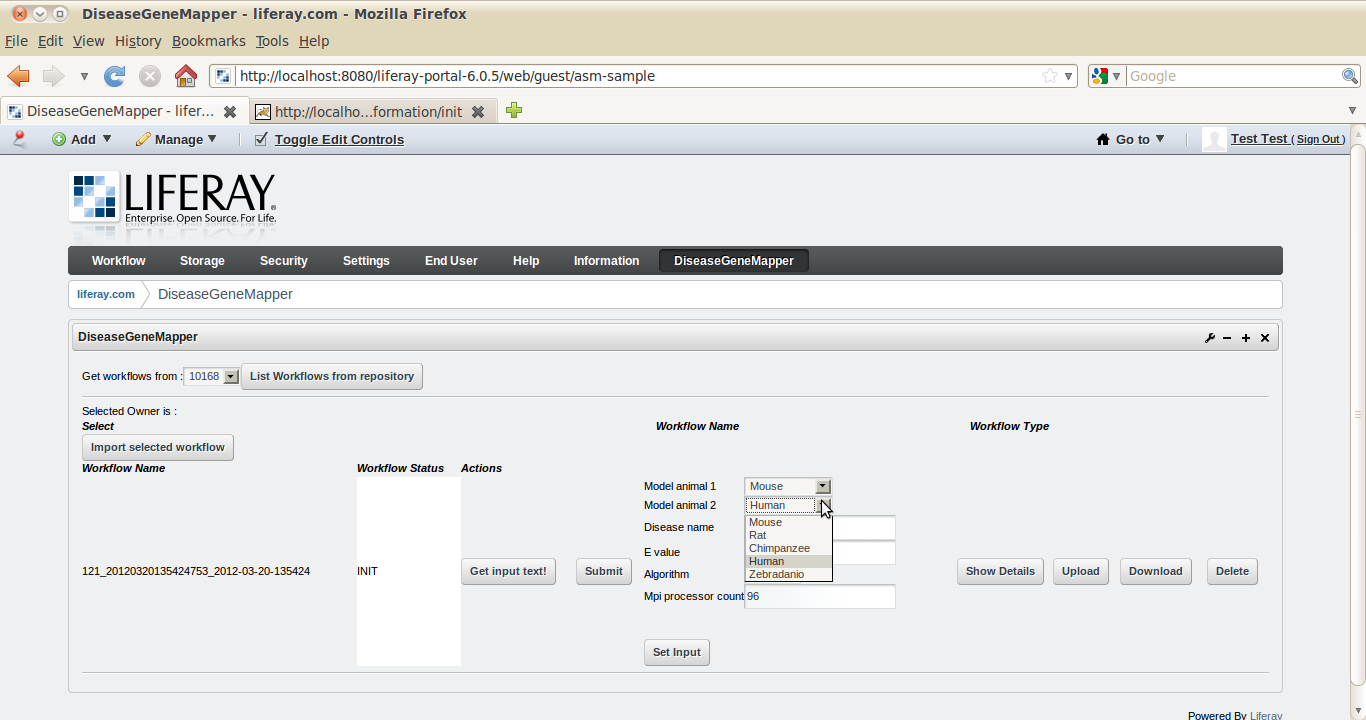 DiseaseGeneMapper - liferay.com - Mozilla Firefox
File Edit View History Bookmarks Tools Help
http://localhost:8080/liferay-portal-6.0.5/web/guest/asm-sample
Google
DiseaseGeneMapper - lifer...
http://localho...formation/init
Add Manage Toggle Edit Controls Go to Test Test ( Sign Out )
LIFERAY.
Enterprise. Open Source. For Life.
Workflow Storage Security Settings End User Help Information DiseaseGeneMapper
liferay.com DiseaseGeneMapper
DiseaseGeneMapper
Get workflows from : 10168 List Workflows from repository
Selected Owner is :
Select Workflow Name Workflow Type
Import selected workflow
Workflow Name Workflow Status Actions
Model animal 1 Mouse
Model animal 2 Human
Disease name
Mouse
Rat
Chimpanzee
Human
Zebradanio
E value
Algorithm
121_20120320135424753_2012-03-20-135424 INIT Get input text! Submit Show Details Upload Download Delete
Mpi processor count 96
Set Input
Powered By Liferay